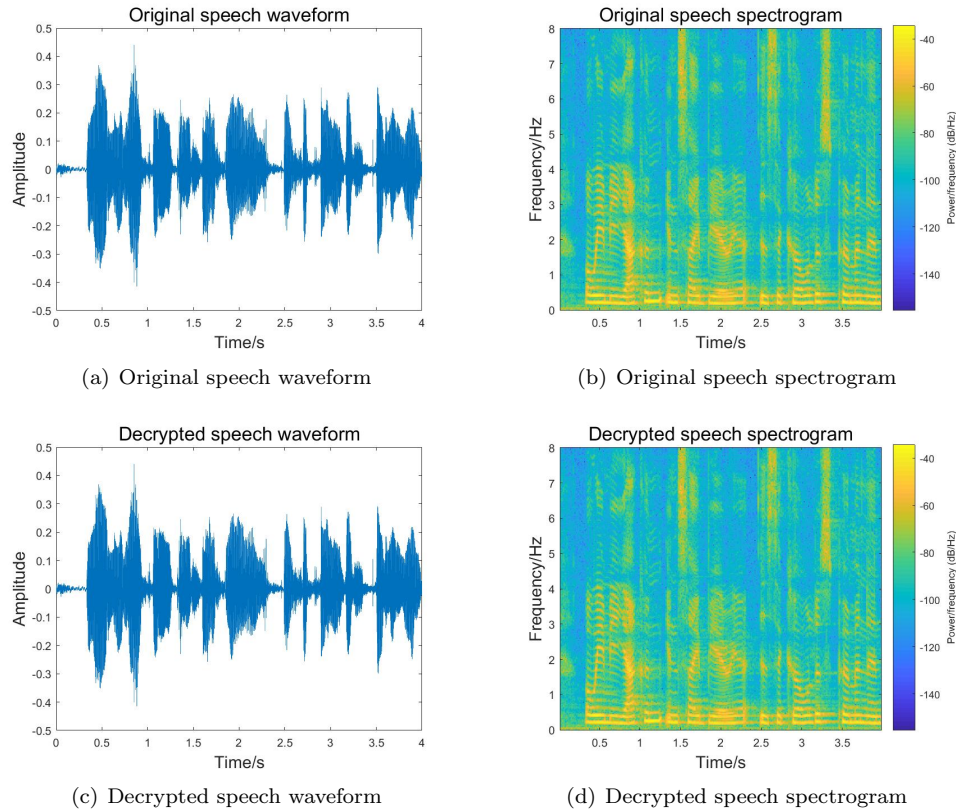 Original speech waveform
0.5
0.4
0.3
0.2
0.1
0
-0.1
-0.2
-0.3
-0.4
-0.5
Amplitude
0 0.5 1 1.5 2 2.5 3 3.5 4
Time/s
(a) Original speech waveform
Original speech spectrogram
8
7
6
5
4
3
2
1
0
Frequency/Hz
0.5 1 1.5 2 2.5 3 3.5
Time/s
-40
-60
-80
-100
-120
-140
Power/frequency (dB/Hz)
(b) Original speech spectrogram
Decrypted speech waveform
0.5
0.4
0.3
0.2
0.1
0
-0.1
-0.2
-0.3
-0.4
-0.5
Amplitude
0 0.5 1 1.5 2 2.5 3 3.5 4
Time/s
(c) Decrypted speech waveform
Decrypted speech spectrogram
8
7
6
5
4
3
2
1
0
Frequency/Hz
0.5 1 1.5 2 2.5 3 3.5
Time/s
-40
-60
-80
-100
-120
-140
Power/frequency (dB/Hz)
(d) Decrypted speech spectrogram